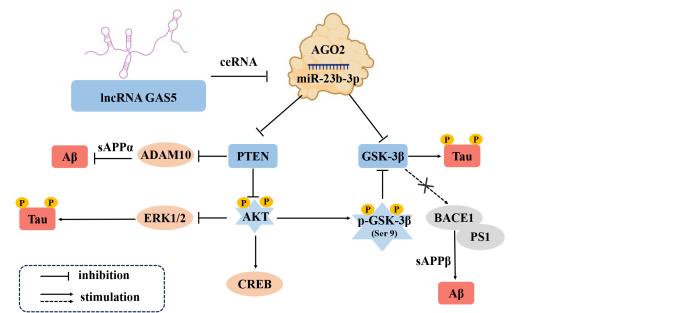 AGO2
ceRNA
miR-23b-3p
lncRNA GAS5
P P
sAPPα
Aβ
ADAM10
PTEN
GSK-3β
Tau
P P
P P
P P
Tau
ERK1/2
AKT
p-GSK-3β
(Ser 9)
BACE1
PS1
sAPPβ
inhibition
CREB
stimulation
Aβ